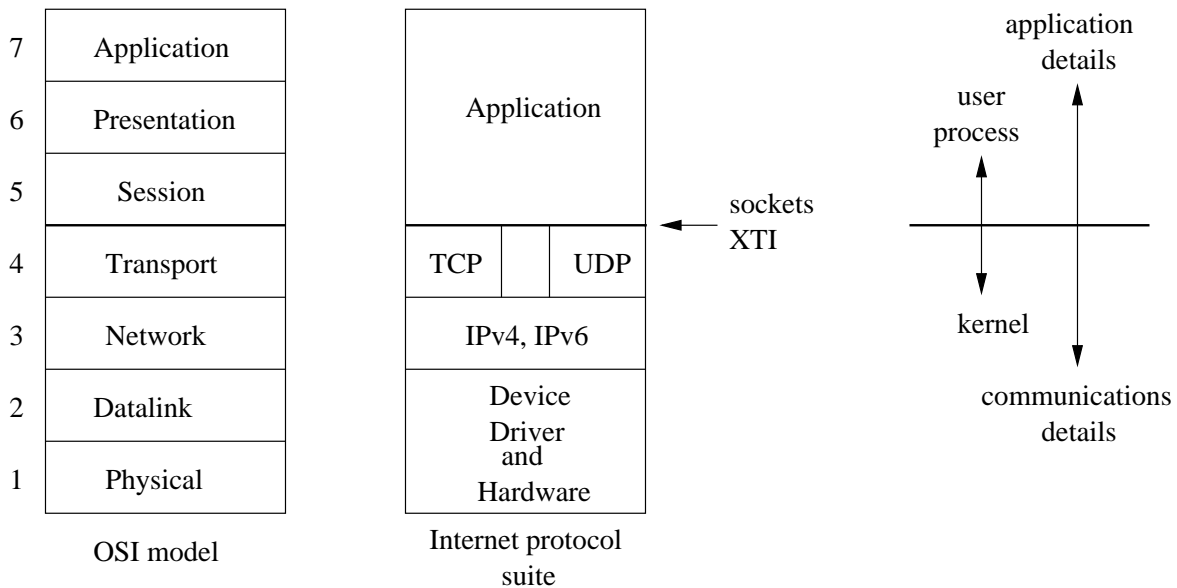 7
Application
6
Presentation
5
Session
4
Transport
3
Network
2
Datalink
1
Physical
OSI model
Application
TCP
UDP
IPv4, IPv6
Device
Driver
and
Hardware
Internet protocol
suite
sockets
XTI
application
details
user
process
kernel
communications
details